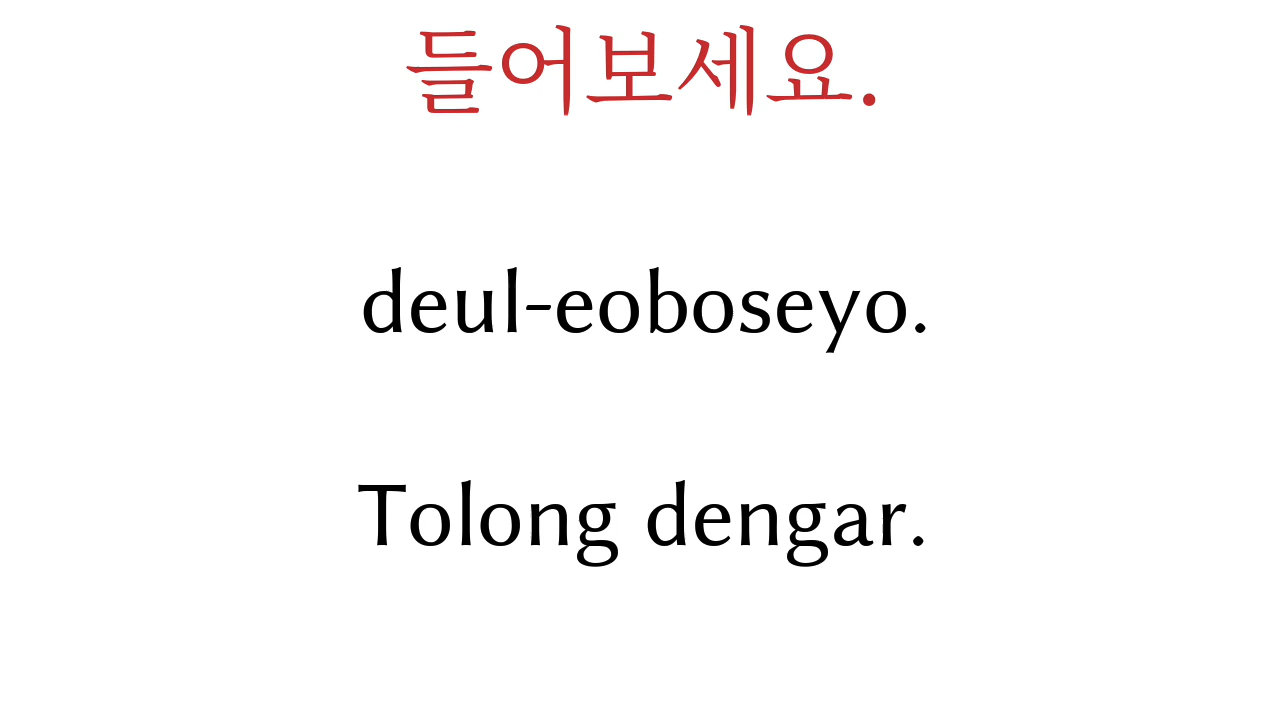 들어보세요.
deul-eoboseyo.
Tolong dengar.